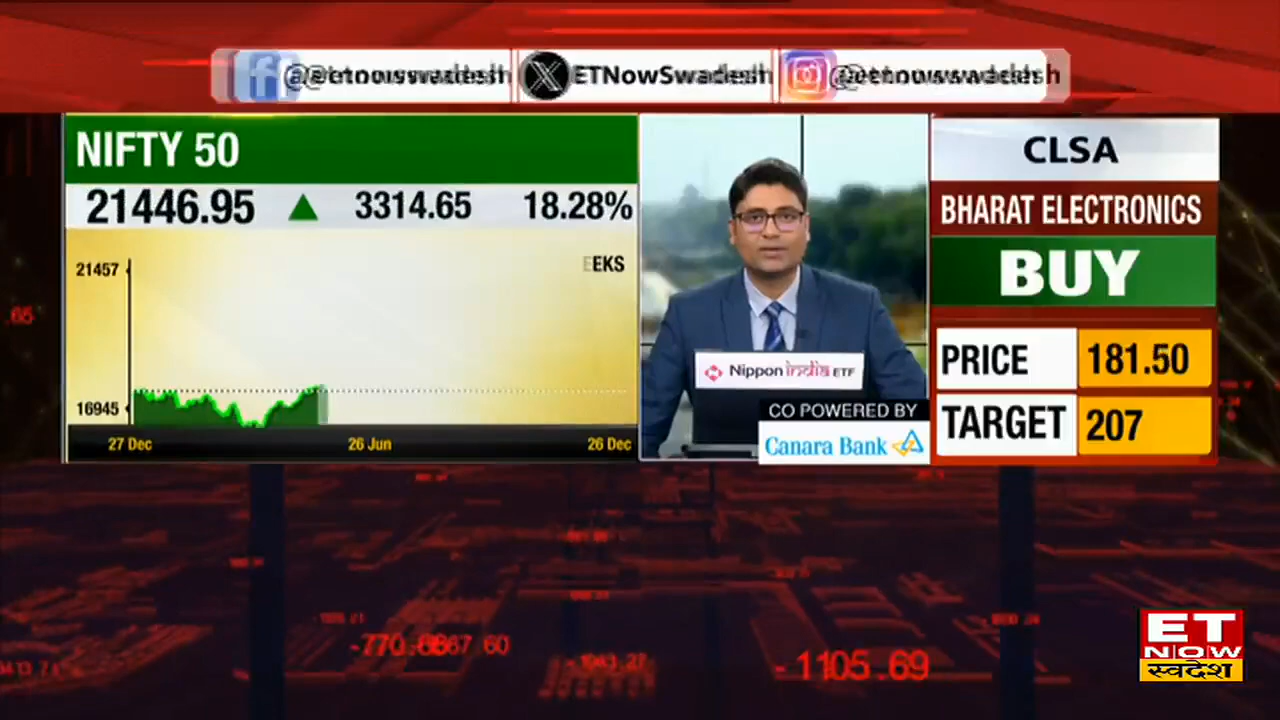 ETNowSwadesh
NIFTY 50
21446.95 ▲ 3314.65 18.28%
EEKS
21457
16945
27 Dec 26 Jun 26 Dec
Nippon india ETF
CO POWERED BY
Canara Bank
CLSA
BHARAT ELECTRONICS
BUY
PRICE 181.50
TARGET 207
- 1105.69
ET
NOW
स्वदेश